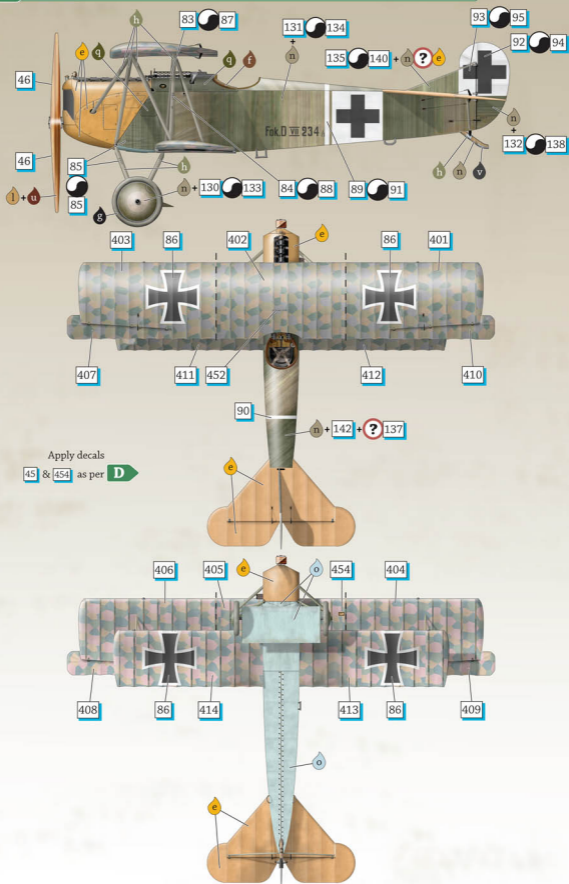 h
83 87
93 95
131 134
+
n
92 94
e q
q f
135 140 + n ? e
46
Fok.D VII 234
n
+
132 138
46
85
h
l + u
85
g
n + 130 133
84 88
89 91
h n v
403 86 402 86 401
e
407 411 452 412 410
90
n + 142 + ? 137
Apply decals
45 & 454 as per D
e
406 405 e o 454 404
408 86 414 413 86 409
o
e